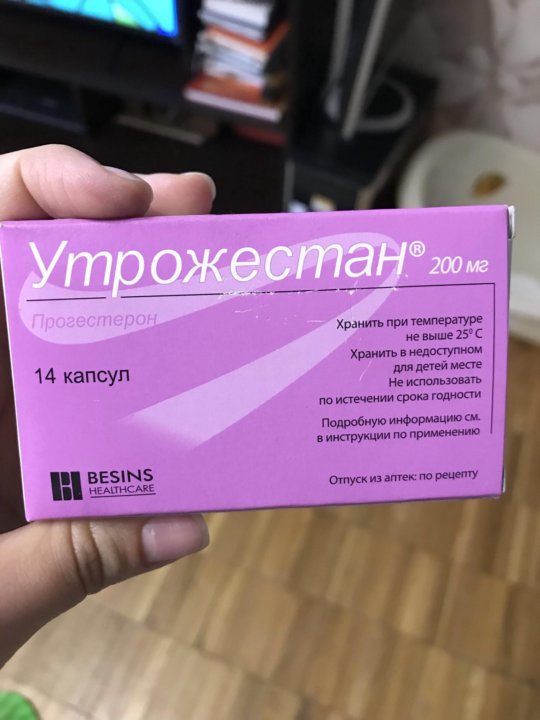 Утрожестан® 200 мг
Прогестерон
14 капсул
Хранить при температуре
не выше 25⁰ С
Хранить в недоступном
для детей месте
Не использовать
по истечении срока годности
Подробную информацию см.
в инструкции по применению
BESINS
HEALTHCARE
Отпуск из аптек: по рецепту